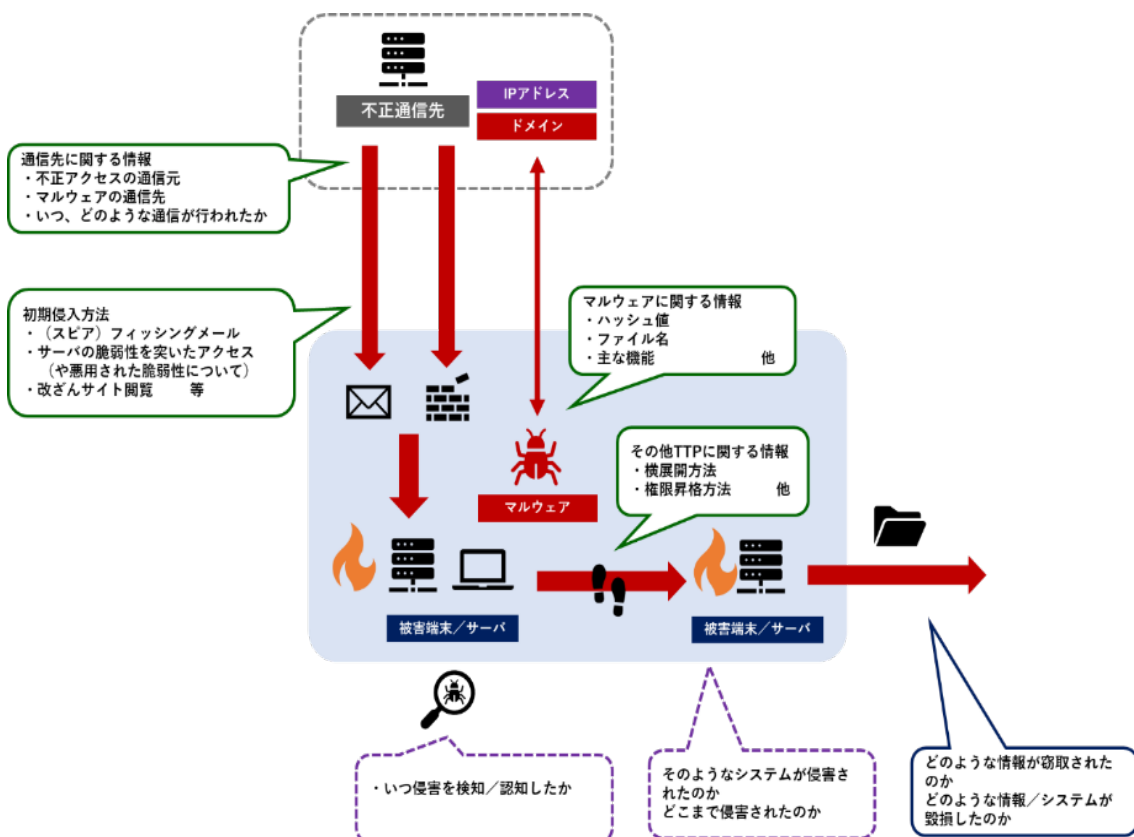 不正通信先
IPアドレス
ドメイン
通信先に関する情報
・不正アクセスの通信元
・マルウェアの通信先
・いつ、どのような通信が行われたか
初期侵入方法
・（スピア）フィッシングメール
・サーバの脆弱性を突いたアクセス
（や悪用された脆弱性について）
・改ざんサイト閲覧　　等
マルウェアに関する情報
・ハッシュ値
・ファイル名
・主な機能　　　　　他
その他TTPに関する情報
・横展開方法
・権限昇格方法　　　他
マルウェア
被害端末／サーバ
被害端末／サーバ
・いつ侵害を検知／認知したか
そのようなシステムが侵害さ
れたのか
どこまで侵害されたのか
どのような情報が窃取された
のか
どのような情報／システムが
毀損したのか